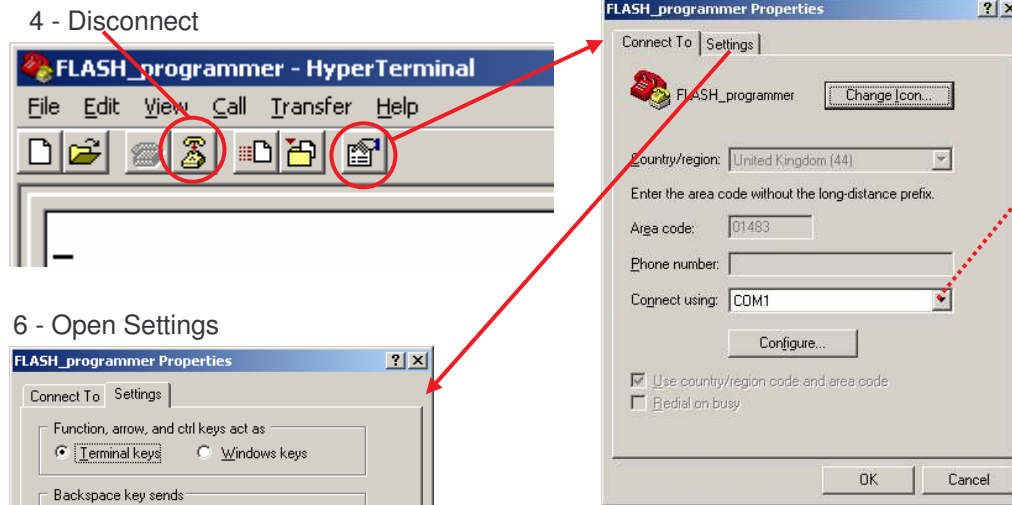 4 - Disconnect
FLASH_programmer - HyperTerminal
File Edit View Call Transfer Help
6 - Open Settings
FLASH_programmer Properties
Connect To Settings
Function, arrow, and ctrl keys act as
Terminal keys Windows keys
Backspace key sends
FLASH_programmer Properties
Connect To Settings
FLASH_programmer Change Icon...
Country/region: United Kingdom (44)
Enter the area code without the long-distance prefix.
Area code: 01483
Phone number:
Connect using: COM1
Configure...
Use country/region code and area code
Redial on busy
OK Cancel